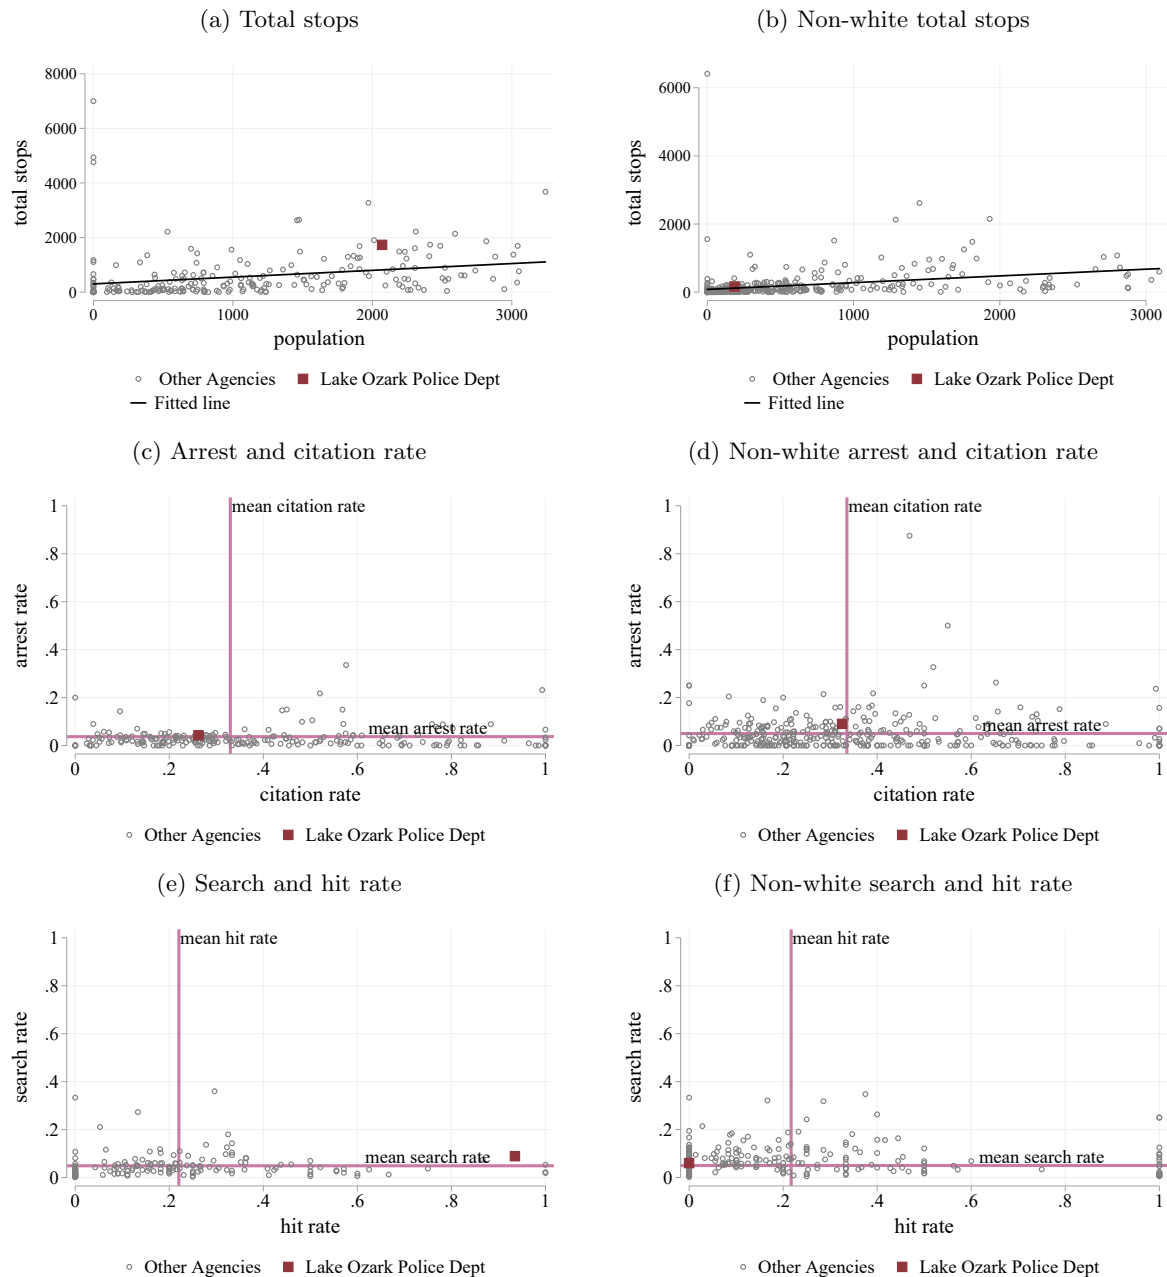 (a) Total stops
8000
6000
4000
2000
0
total stops
0 1000 2000 3000
population
Other Agencies Lake Ozark Police Dept
Fitted line
(b) Non-white total stops
6000
4000
2000
0
total stops
0 1000 2000 3000
population
Other Agencies Lake Ozark Police Dept
Fitted line
(c) Arrest and citation rate
1
.8
.6
.4
.2
0
arrest rate
mean citation rate
mean arrest rate
0 .2 .4 .6 .8 1
citation rate
Other Agencies Lake Ozark Police Dept
(d) Non-white arrest and citation rate
1
.8
.6
.4
.2
0
arrest rate
mean citation rate
mean arrest rate
0 .2 .4 .6 .8 1
citation rate
Other Agencies Lake Ozark Police Dept
(e) Search and hit rate
1
.8
.6
.4
.2
0
search rate
mean hit rate
mean search rate
0 .2 .4 .6 .8 1
hit rate
Other Agencies Lake Ozark Police Dept
(f) Non-white search and hit rate
1
.8
.6
.4
.2
0
search rate
mean hit rate
mean search rate
0 .2 .4 .6 .8 1
hit rate
Other Agencies Lake Ozark Police Dept